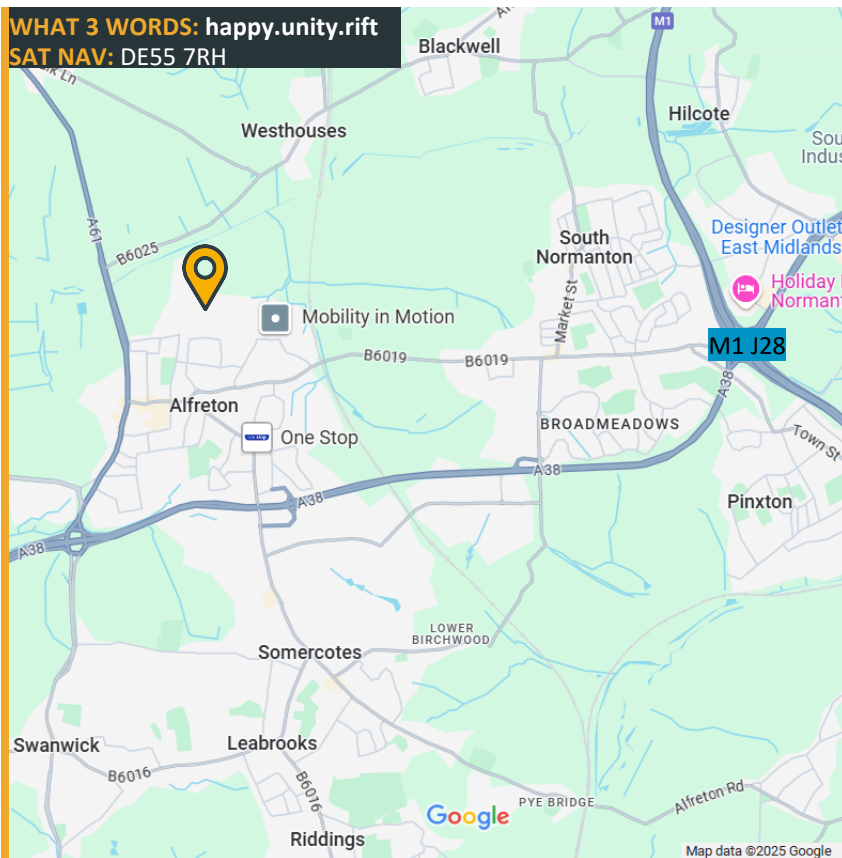 WHAT 3 WORDS: happy.unity.rift
SAT NAV: DE55 7RH
Blackwell
M1
Hilcote
Westhouses
Sou
Indus
A61
B6025
South
Normanton
Designer Outlet
East Midlands
Holiday
Normant
Mobility in Motion
Market St
M1 J28
B6019
B6019
A38
Alfreton
BROADMEADOWS
One Stop
Town St
A38
A38
Pinxton
A38
LOWER
BIRCHWOOD
Somercotes
Swanwick
Leabrooks
B6016
B6016
Alfreton Rd
PYE BRIDGE
Google
Riddings
Map data ©2025 Google